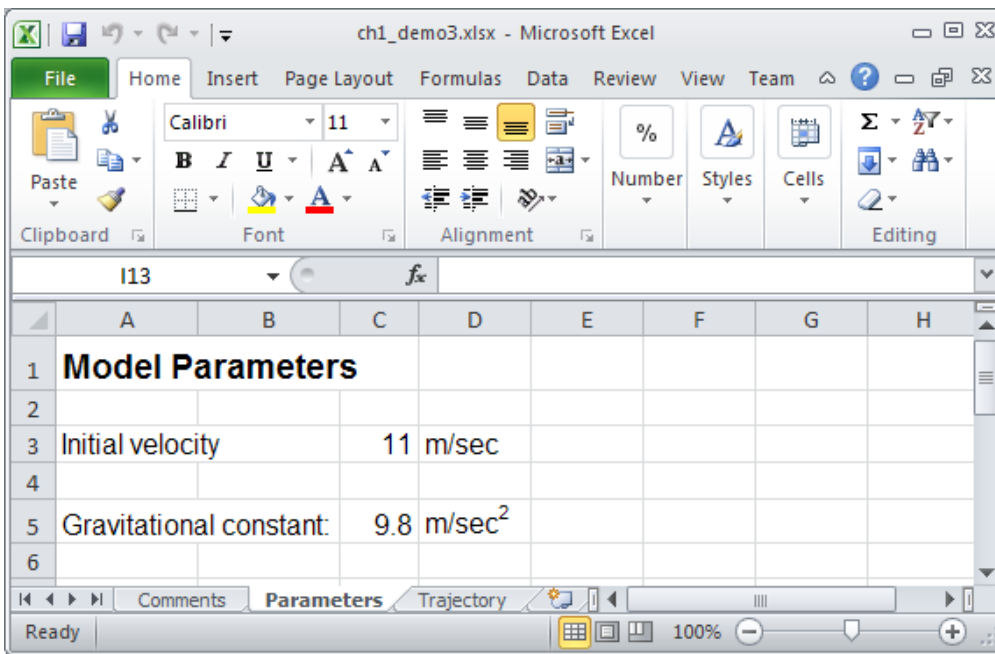 ch1_demo3.xlsx - Microsoft Excel
File Home Insert Page Layout Formulas Data Review View Team
Calibri 11
Paste
B I U A A
A
%
Number
Styles
Cells
Σ A Z
Clipboard Font Alignment Editing
I13 fx
A B C D E F G H
1 Model Parameters
2
3 Initial velocity 11 m/sec
4
5 Gravitational constant: 9.8 m/sec²
6
Comments Parameters Trajectory
Ready 100%